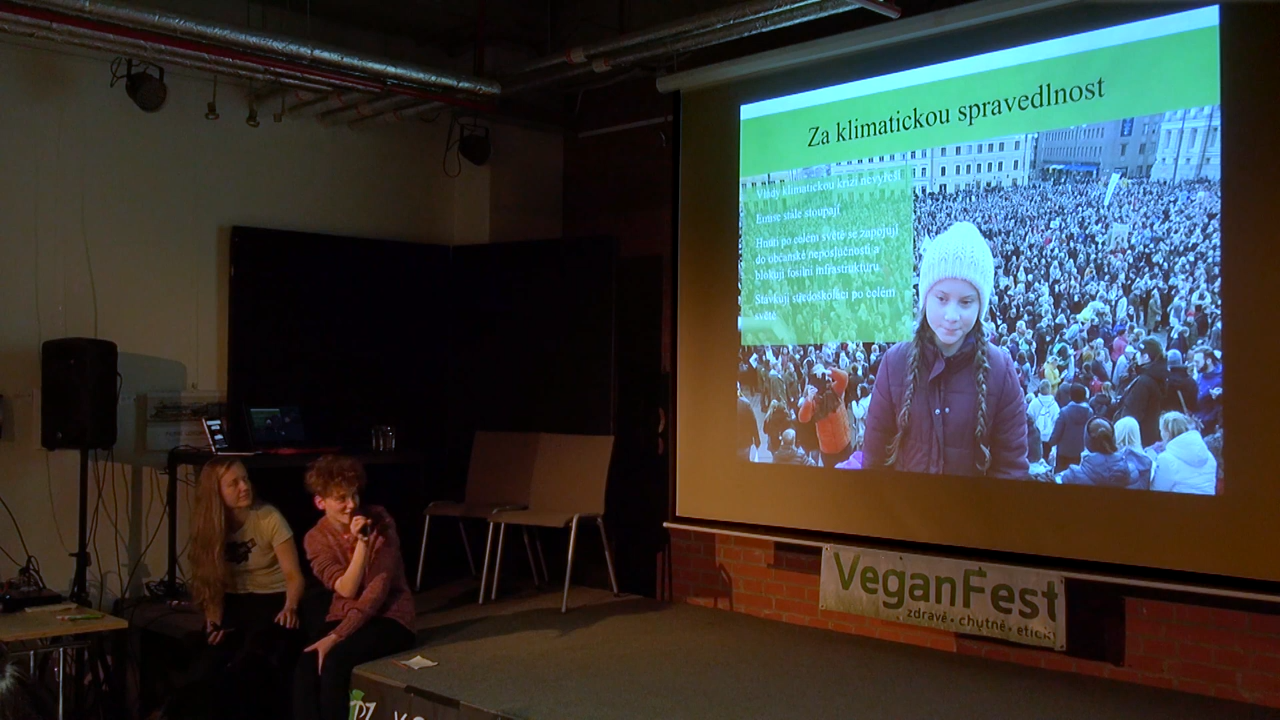 Za klimatickou spravedlnost
Vlády klimatickou krizi nevyřeší
Emise stále stoupají
Hnutí po celém světě se zapojují
do občanské neposlušnosti a
blokují fosilní infrastrukturu
Stávkují středoškoláci po celém
světě
VeganFest
zdravě • chutně • eticky